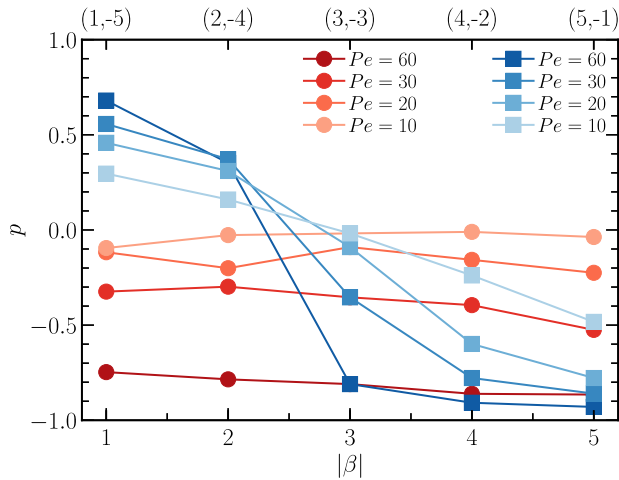 (1,-5) (2,-4) (3,-3) (4,-2) (5,-1)
1.0
Pe = 60 Pe = 60
Pe = 30 Pe = 30
Pe = 20 Pe = 20
Pe = 10 Pe = 10
0.5
0.0
p
−0.5
−1.0
1 2 3 4 5
|β|